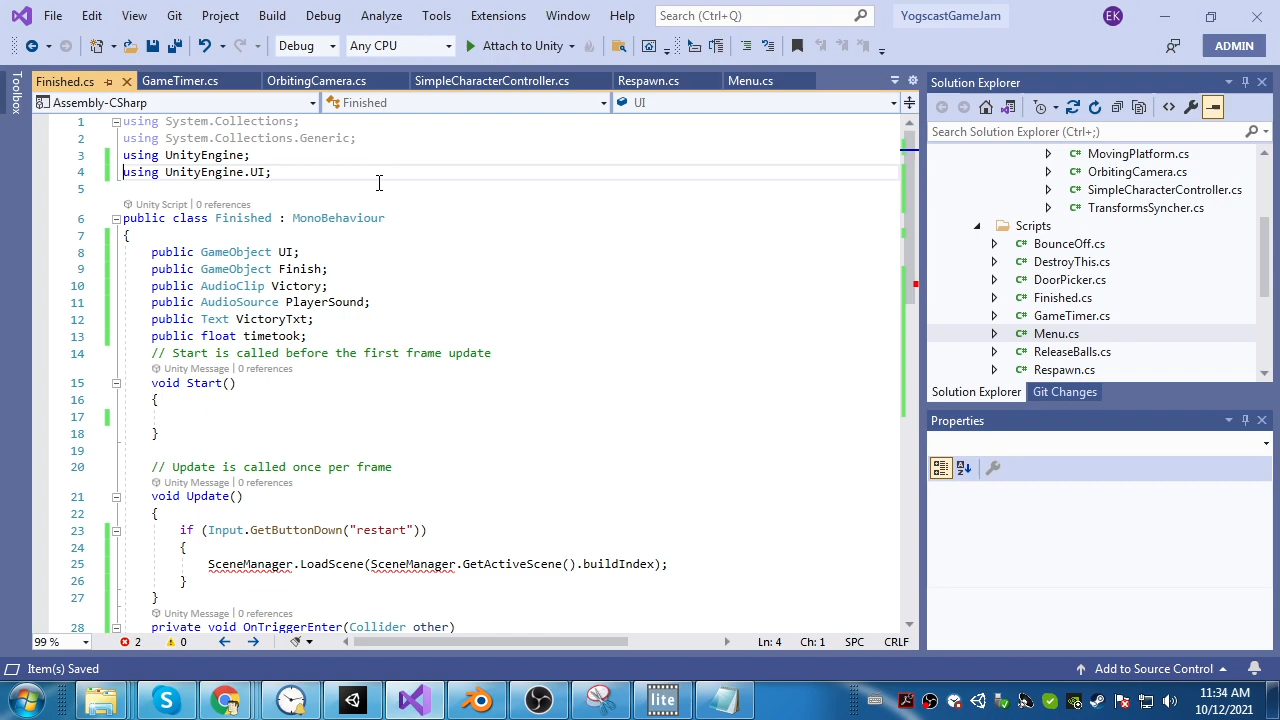 File Edit View Git Project Build Debug Test Analyze Tools Extensions Window Help Search (Ctrl+Q) YogscastGameJam EK
Debug Any CPU Attach to Unity ADMIN
Toolbox
Finished.cs GameTimer.cs OrbitingCamera.cs SimpleCharacterController.cs Respawn.cs Menu.cs
Assembly-CSharp Finished UI
1 using System.Collections;
2 using System.Collections.Generic;
3 using UnityEngine;
4 using UnityEngine.UI;
5
Unity Script | 0 references
6 public class Finished : MonoBehaviour
7 {
8 public GameObject UI;
9 public GameObject Finish;
10 public AudioClip Victory;
11 public AudioSource PlayerSound;
12 public Text VictoryTxt;
13 public float timetook;
14 // Start is called before the first frame update
Unity Message | 0 references
15 void Start()
16 {
17
18 }
19
20 // Update is called once per frame
Unity Message | 0 references
21 void Update()
22 {
23 if (Input.GetButtonDown("restart"))
24 {
25 SceneManager.LoadScene(SceneManager.GetActiveScene().buildIndex);
26 }
27 }
Unity Message | 0 references
28 private void OnTriggerEnter(Collider other)
99 % 2 0 Ln: 4 Ch: 1 SPC CRLF
Solution Explorer
Search Solution Explorer (Ctrl+;)
C# MovingPlatform.cs
C# OrbitingCamera.cs
C# SimpleCharacterController.cs
C# TransformsSyncher.cs
Scripts
C# BounceOff.cs
C# DestroyThis.cs
C# DoorPicker.cs
C# Finished.cs
C# GameTimer.cs
C# Menu.cs
C# ReleaseBalls.cs
C# Respawn.cs
Solution Explorer Git Changes
Properties
Item(s) Saved Add to Source Control
lite
11:34 AM
10/12/2021